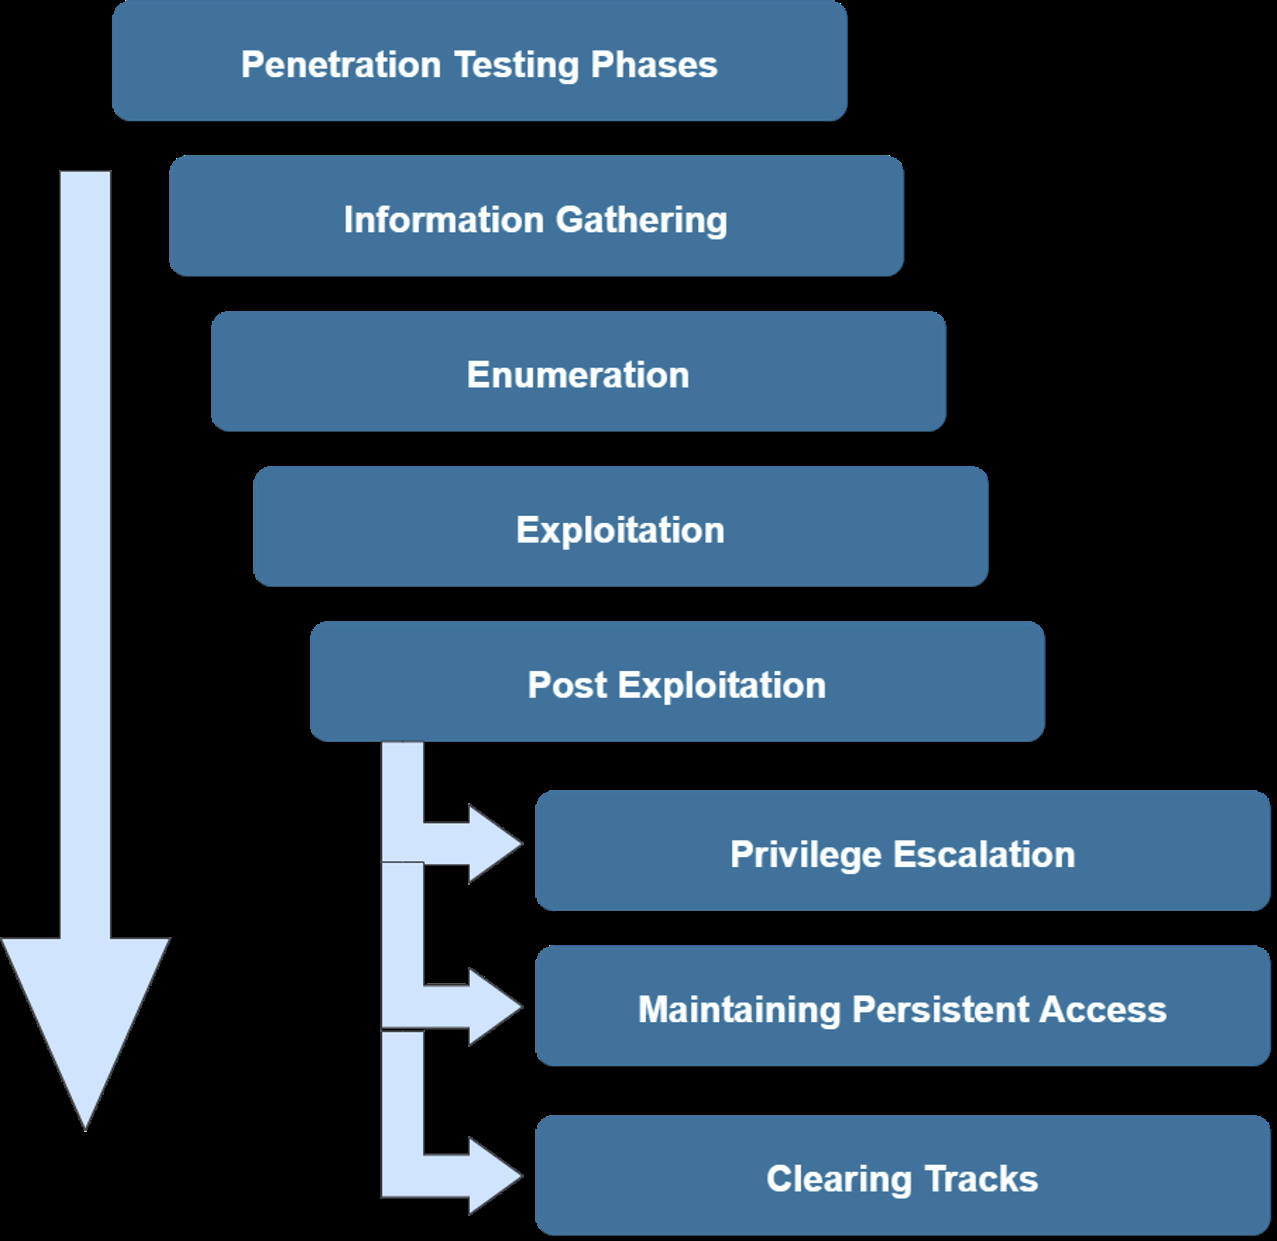 Penetration Testing Phases
Information Gathering
Enumeration
Exploitation
Post Exploitation
Privilege Escalation
Maintaining Persistent Access
Clearing Tracks